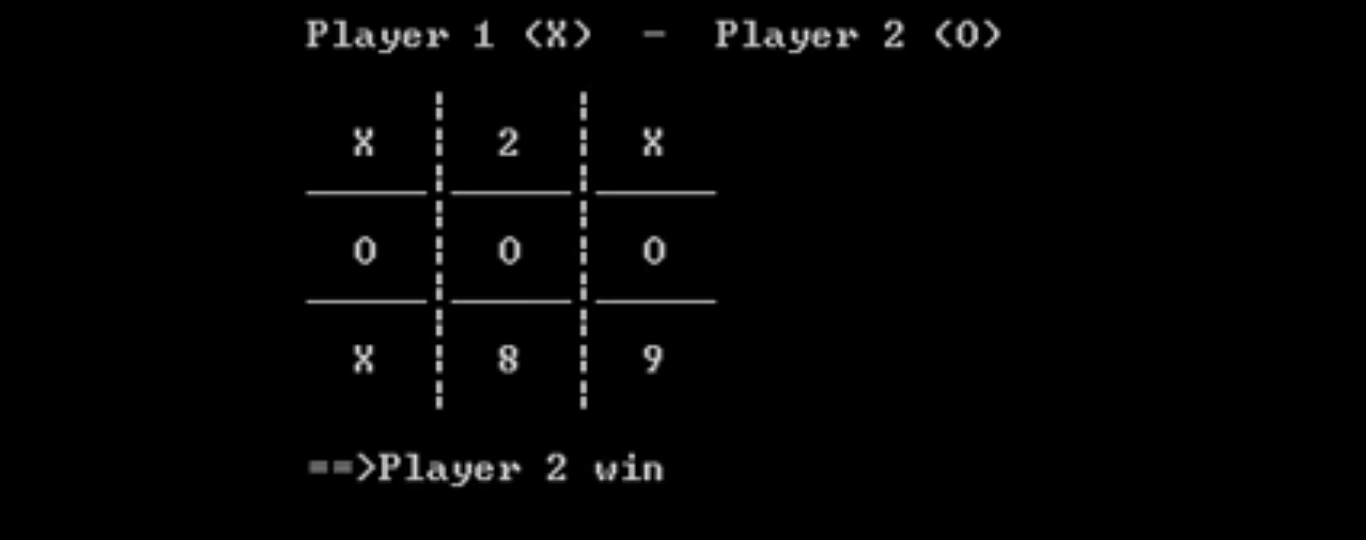 Player 1 (X)  -  Player 2 (O)
X 2 X
O O O
X 8 9
==>Player 2 win